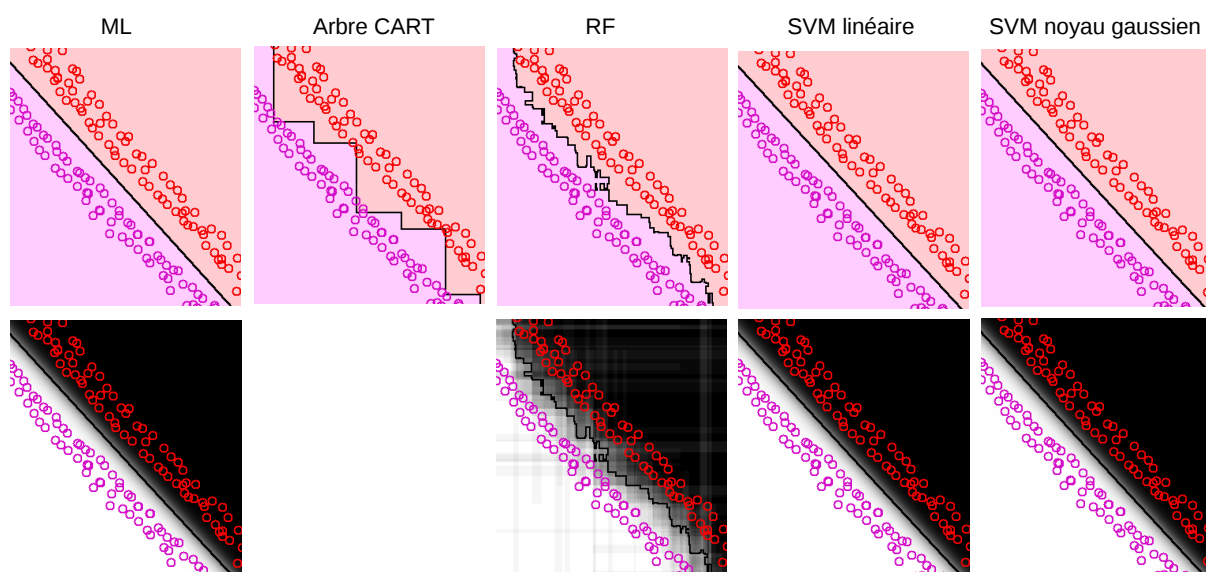 ML
Arbre CART
RF
SVM linéaire
SVM noyau gaussien